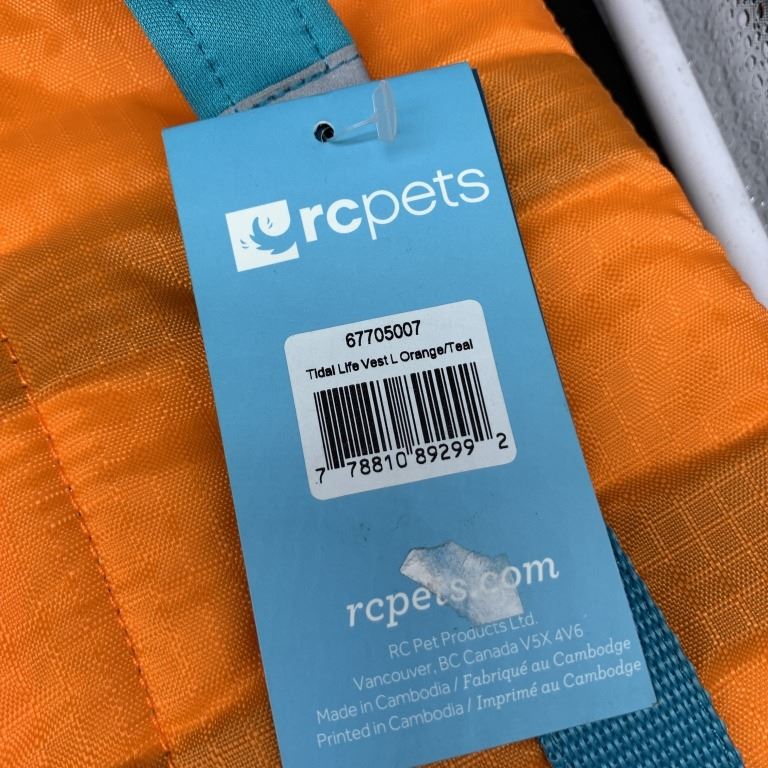 rcpets
67705007
Tidal Life Vest L Orange/Teal
7 78810 89299 2
rcpets.com
RC Pet Products Ltd.
Vancouver, BC Canada V5X 4V6
Made in Cambodia / Fabriqué au Cambodge
Printed in Cambodia / Imprimé au Cambodge